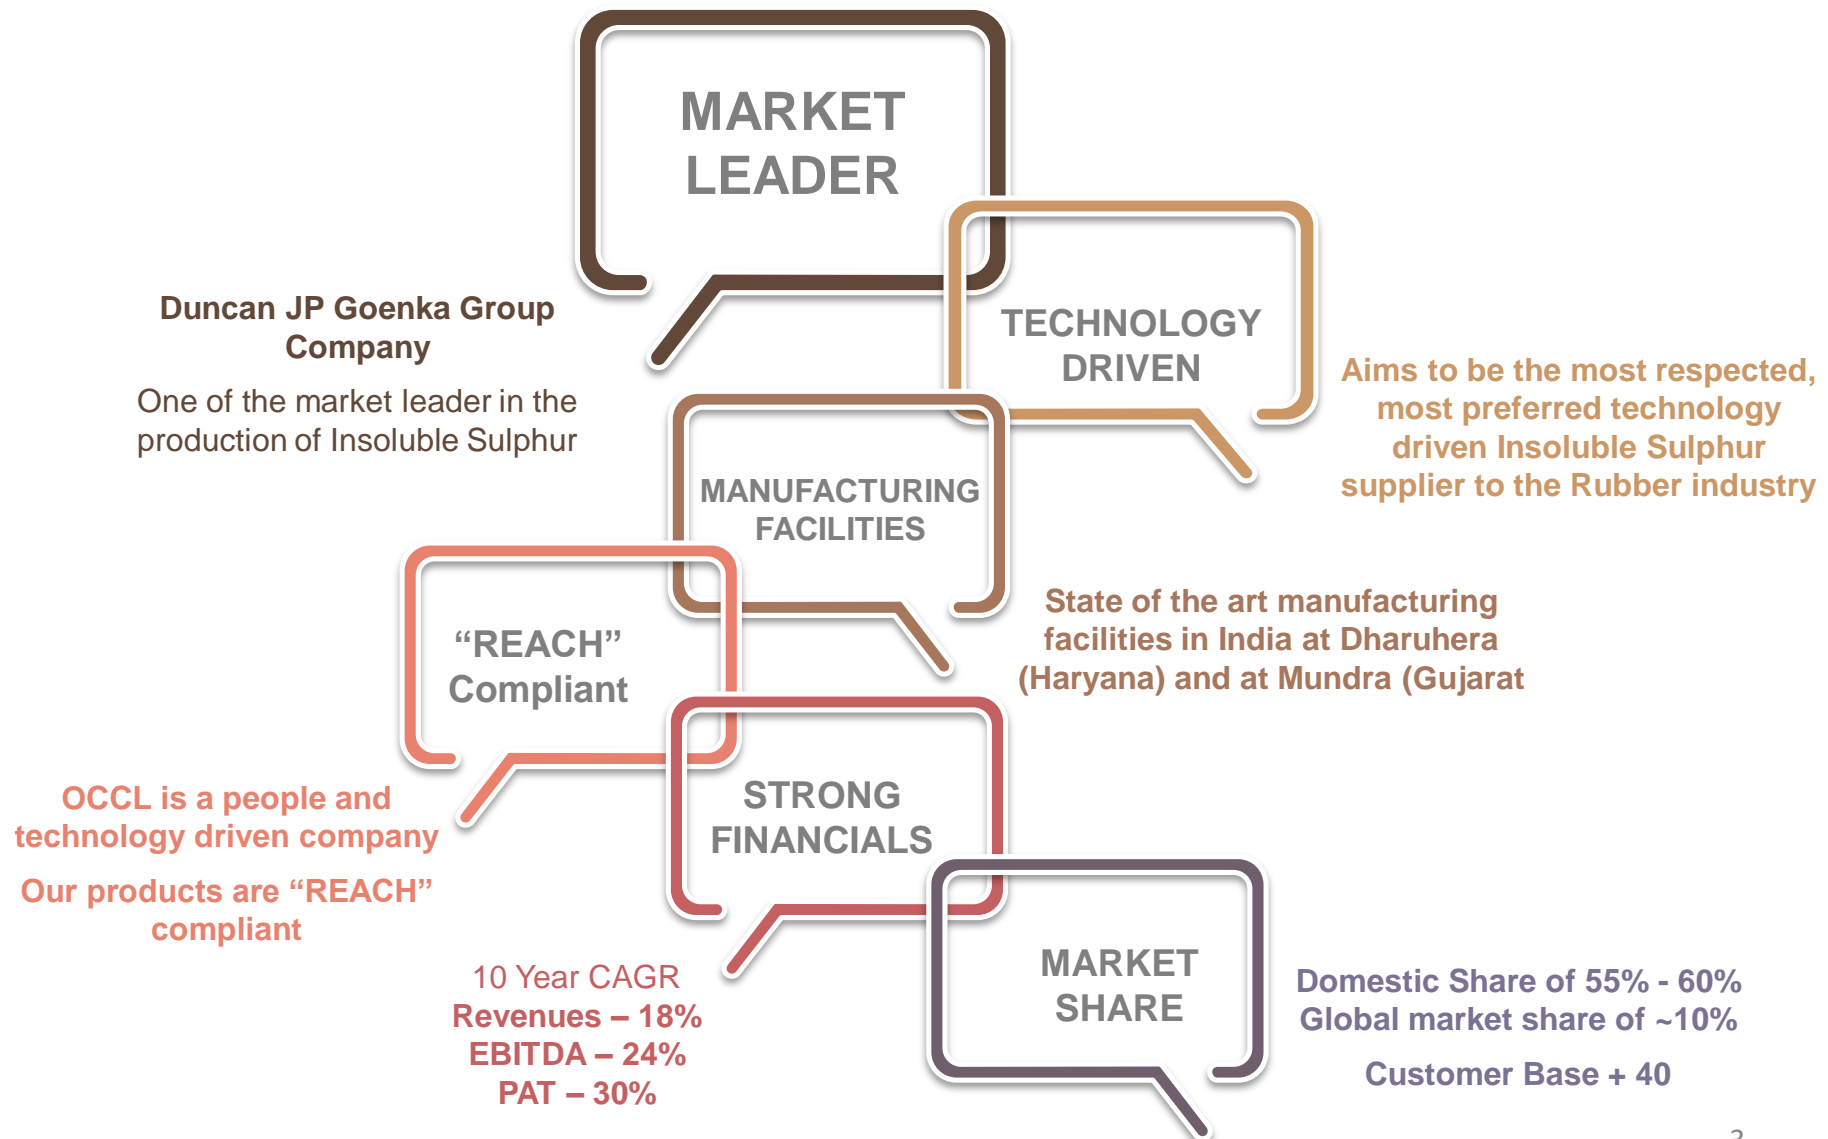 MARKET
LEADER
Duncan JP Goenka Group
Company
One of the market leader in the
production of Insoluble Sulphur
TECHNOLOGY
DRIVEN
Aims to be the most respected,
most preferred technology
driven Insoluble Sulphur
supplier to the Rubber industry
MANUFACTURING
FACILITIES
State of the art manufacturing
facilities in India at Dharuhera
(Haryana) and at Mundra (Gujarat
“REACH”
Compliant
OCCL is a people and
technology driven company
Our products are “REACH”
compliant
STRONG
FINANCIALS
10 Year CAGR
Revenues – 18%
EBITDA – 24%
PAT – 30%
MARKET
SHARE
Domestic Share of 55% - 60%
Global market share of ~10%
Customer Base + 40